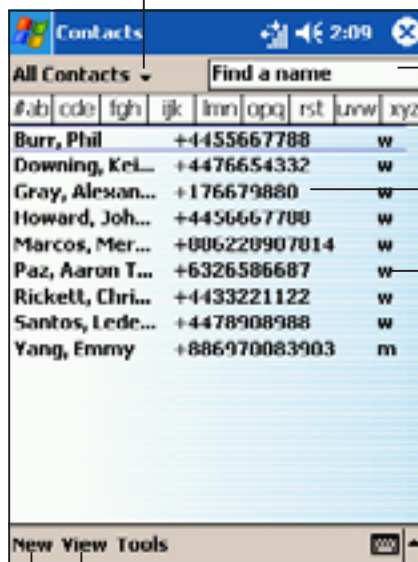 Contacts 2:09
All Contacts Find a name
#ab cde fgh ijk lmn opq rst uvw xyz
Burr, Phil +4455667788 w
Downing, Kei... +4476654332 w
Gray, Alexan... +176679880 w
Howard, Joh... +4456667788 w
Marcos, Mer... +886228907814 w
Paz, Aaron T... +6326586687 w
Rickett, Chri... +4433221122 w
Santos, Lede... +4478908988 w
Yang, Emmy +886970083903 m
New View Tools